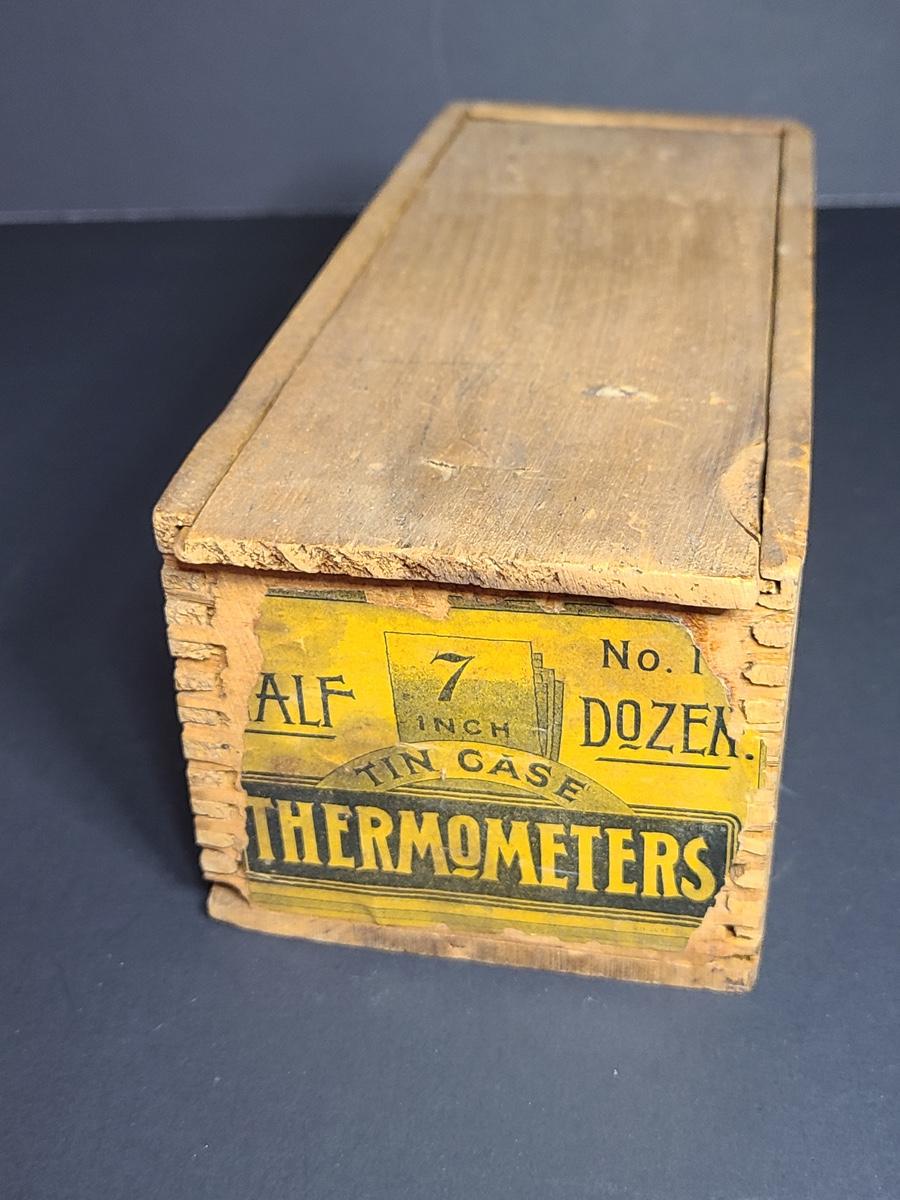 No. 1
7
ALF
INCH
DOZEN.
TIN CASE
THERMOMETERS